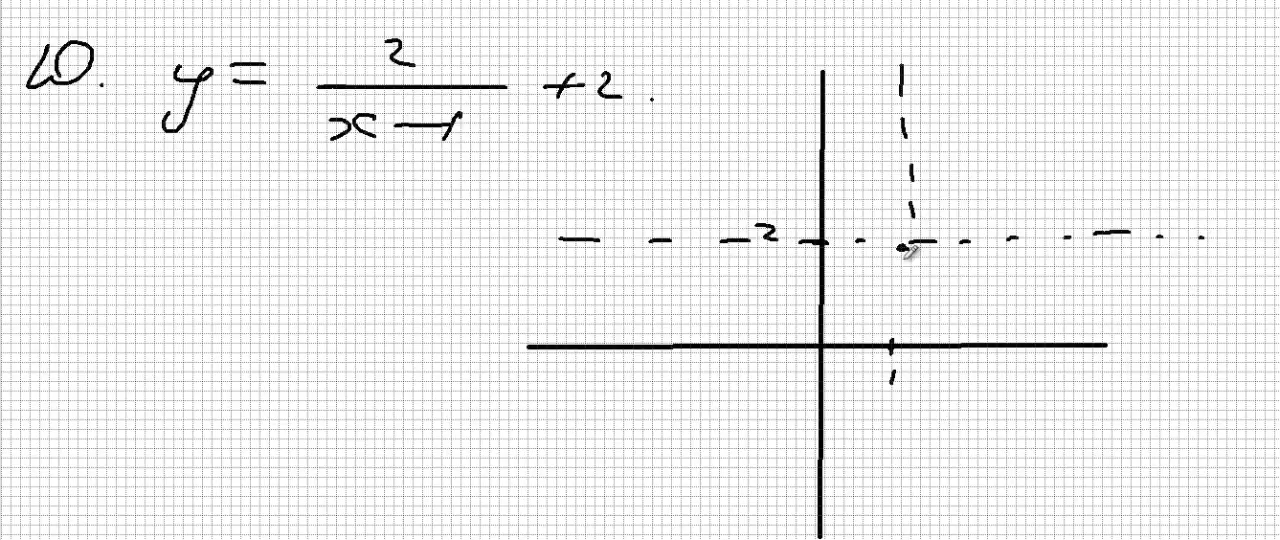 10. y = 2/(x - 1) + 2.
2
1